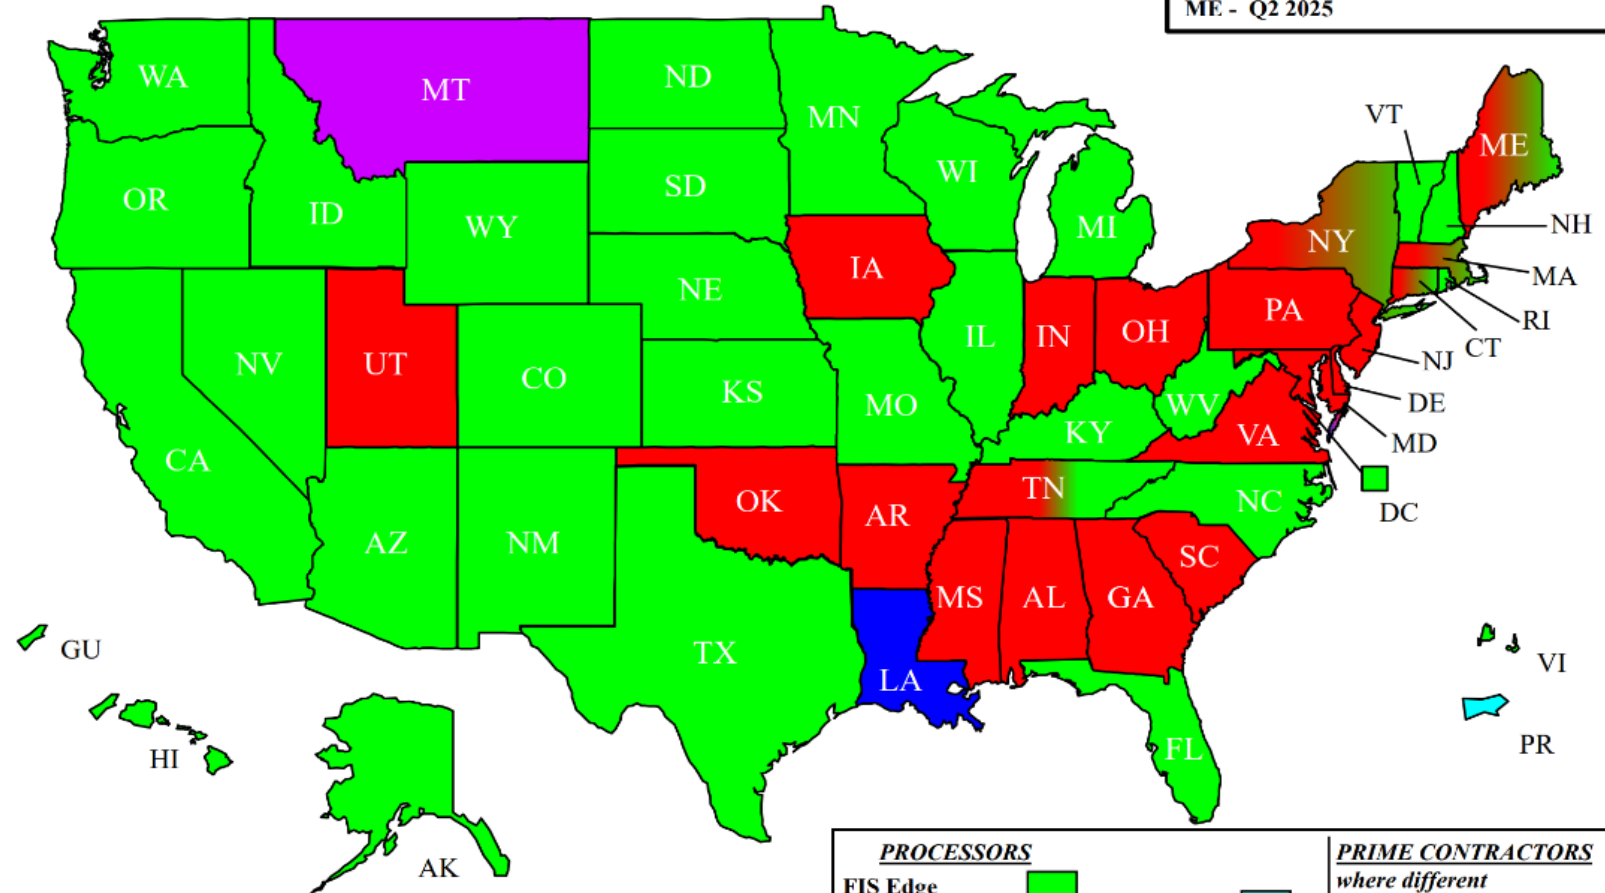 ME - Q2 2025
WA
MT
ND
MN
VT
ME
OR
ID
WY
SD
WI
MI
NY
NH
MA
RI
CT
NJ
DE
MD
DC
IA
NE
IL
IN
OH
PA
NV
UT
CO
KS
MO
WV
KY
VA
CA
TN
NC
OK
AR
AZ
NM
SC
MS
AL
GA
TX
LA
FL
GU
HI
AK
VI
PR
PROCESSORS
FIS Edge
PRIME CONTRACTORS
where different